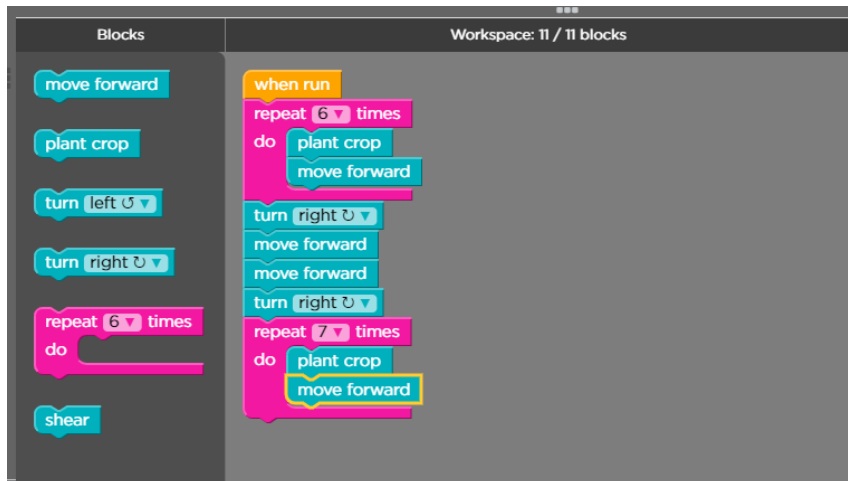 Blocks
Workspace: 11 / 11 blocks
move forward
plant crop
turn left ↺ ▼
turn right ↻ ▼
repeat 6 ▼ times
do
shear
when run
repeat 6 ▼ times
do plant crop
move forward
turn right ↻ ▼
move forward
move forward
turn right ↻ ▼
repeat 7 ▼ times
do plant crop
move forward